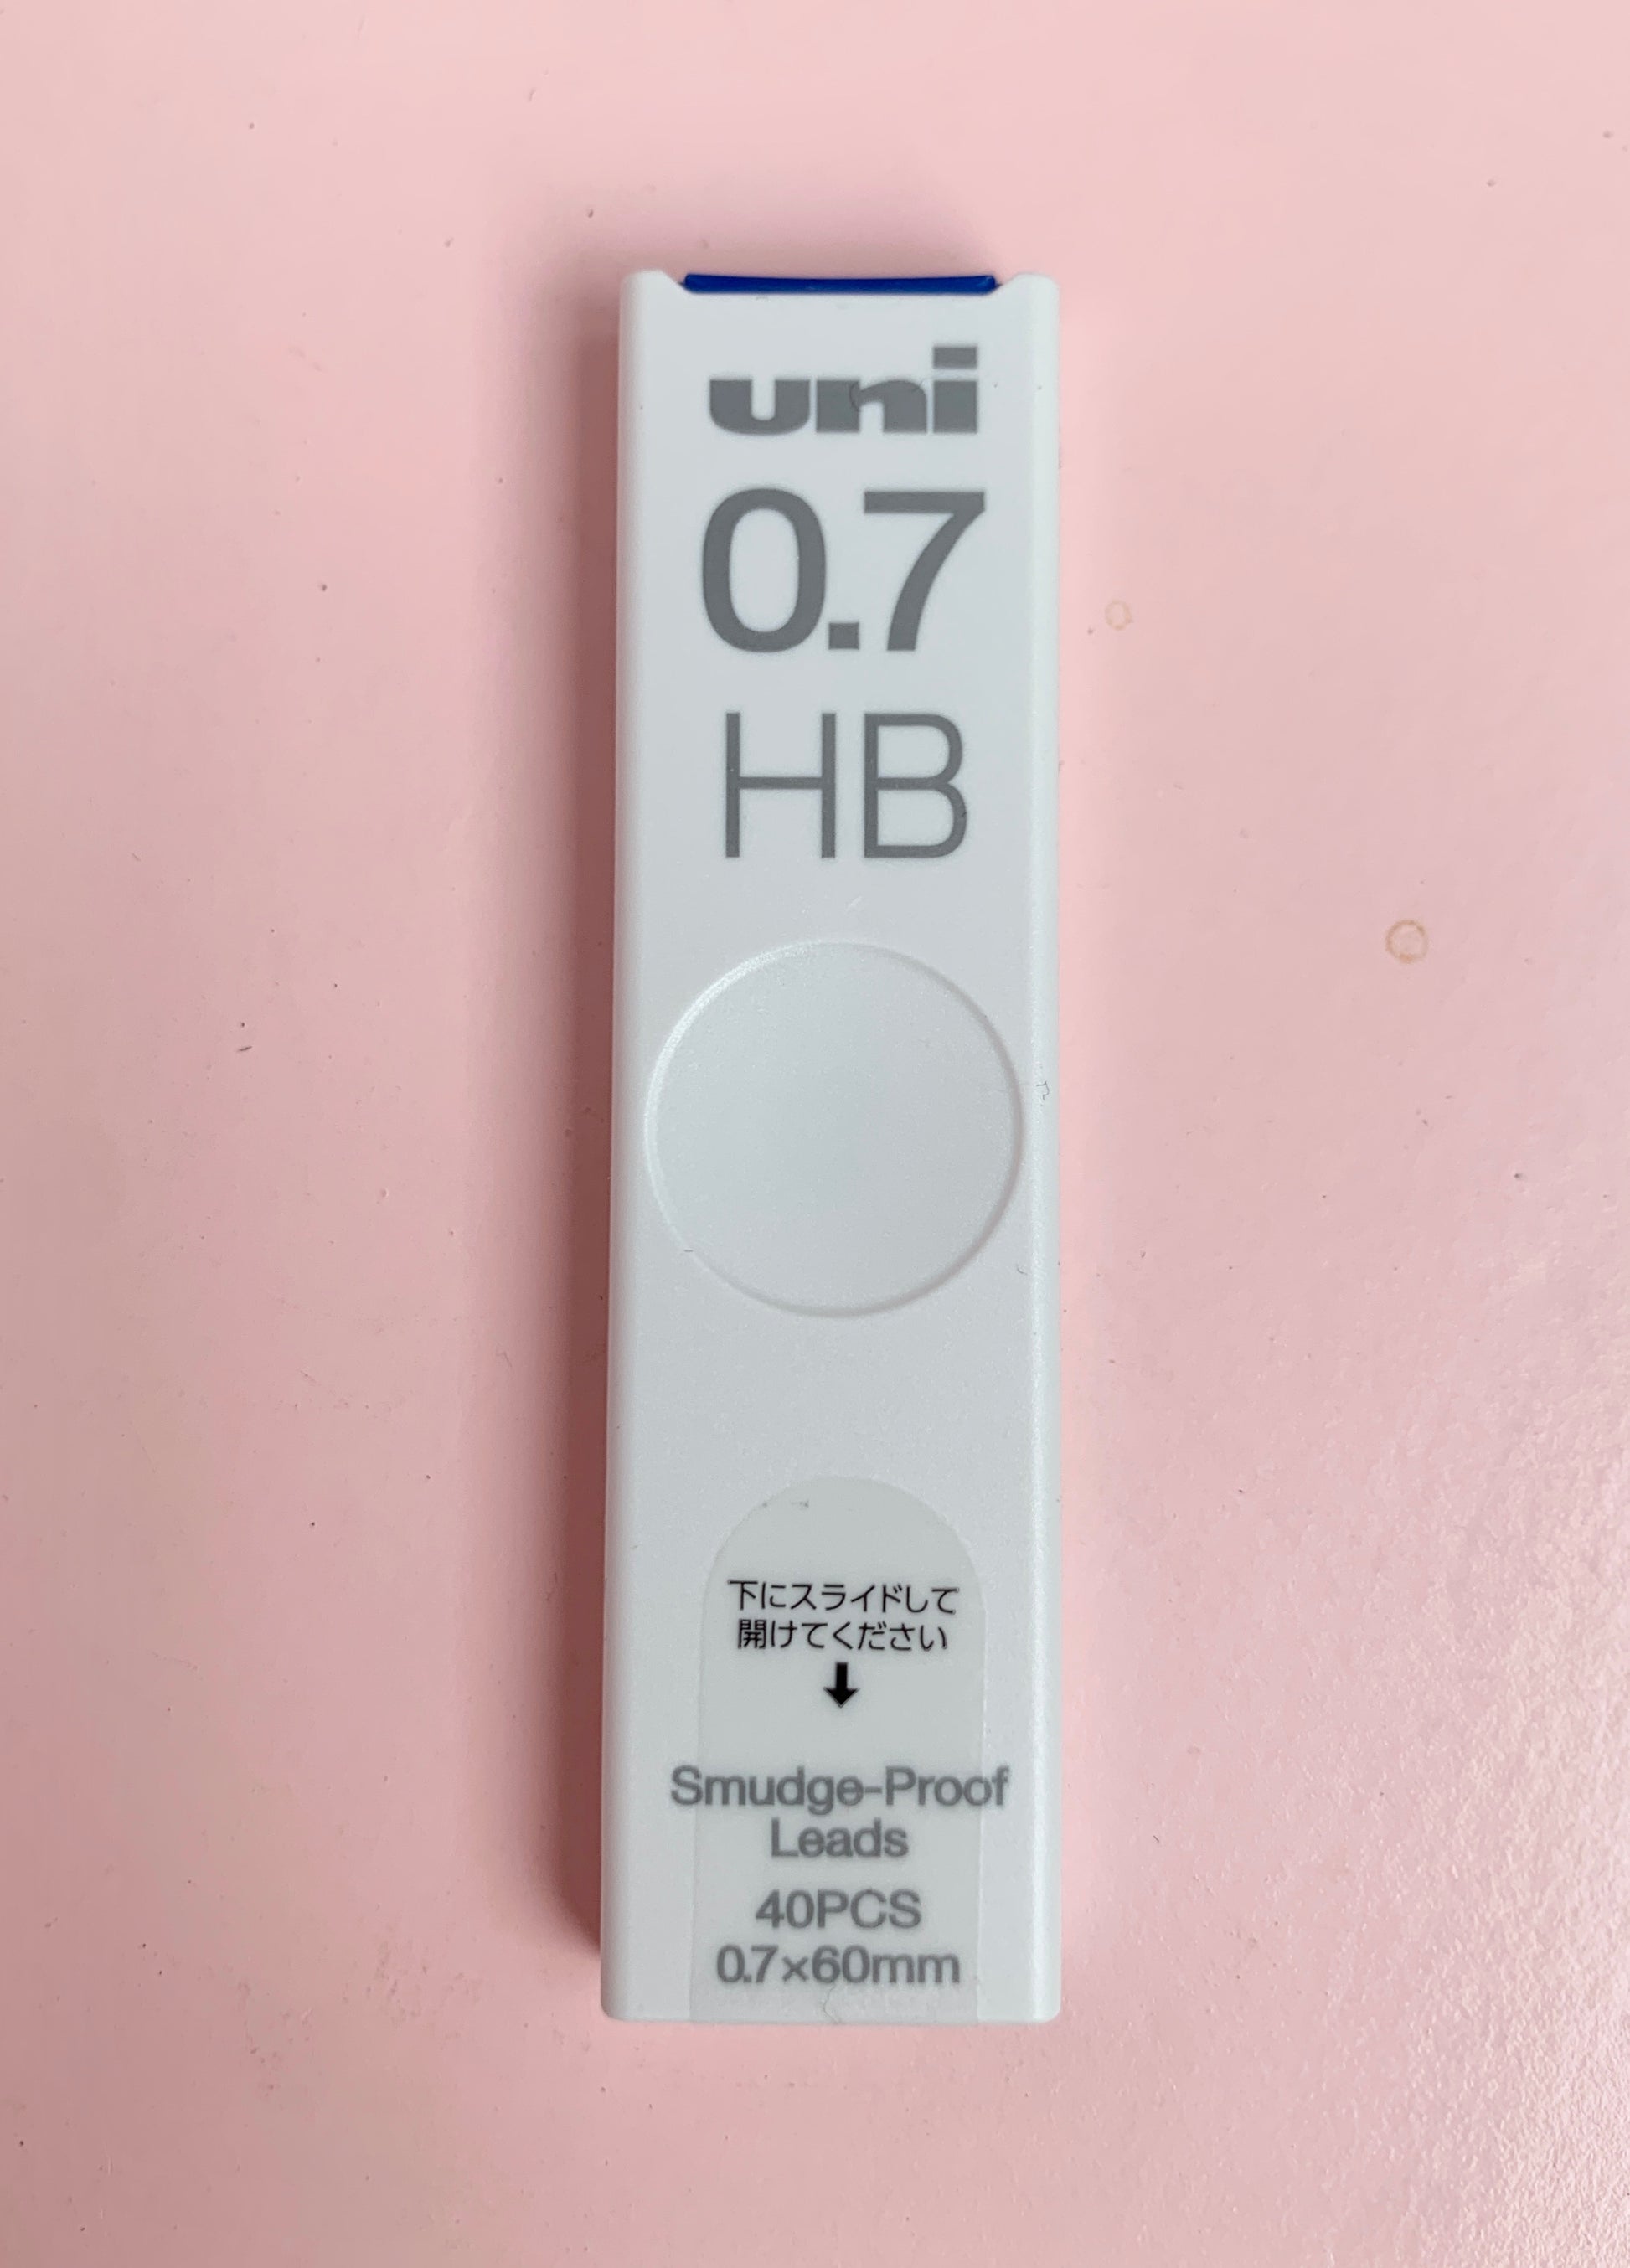 uni
0.7
HB
下にスライドして
開けてください
↓
Smudge-Proof
Leads
40PCS
0.7×60mm